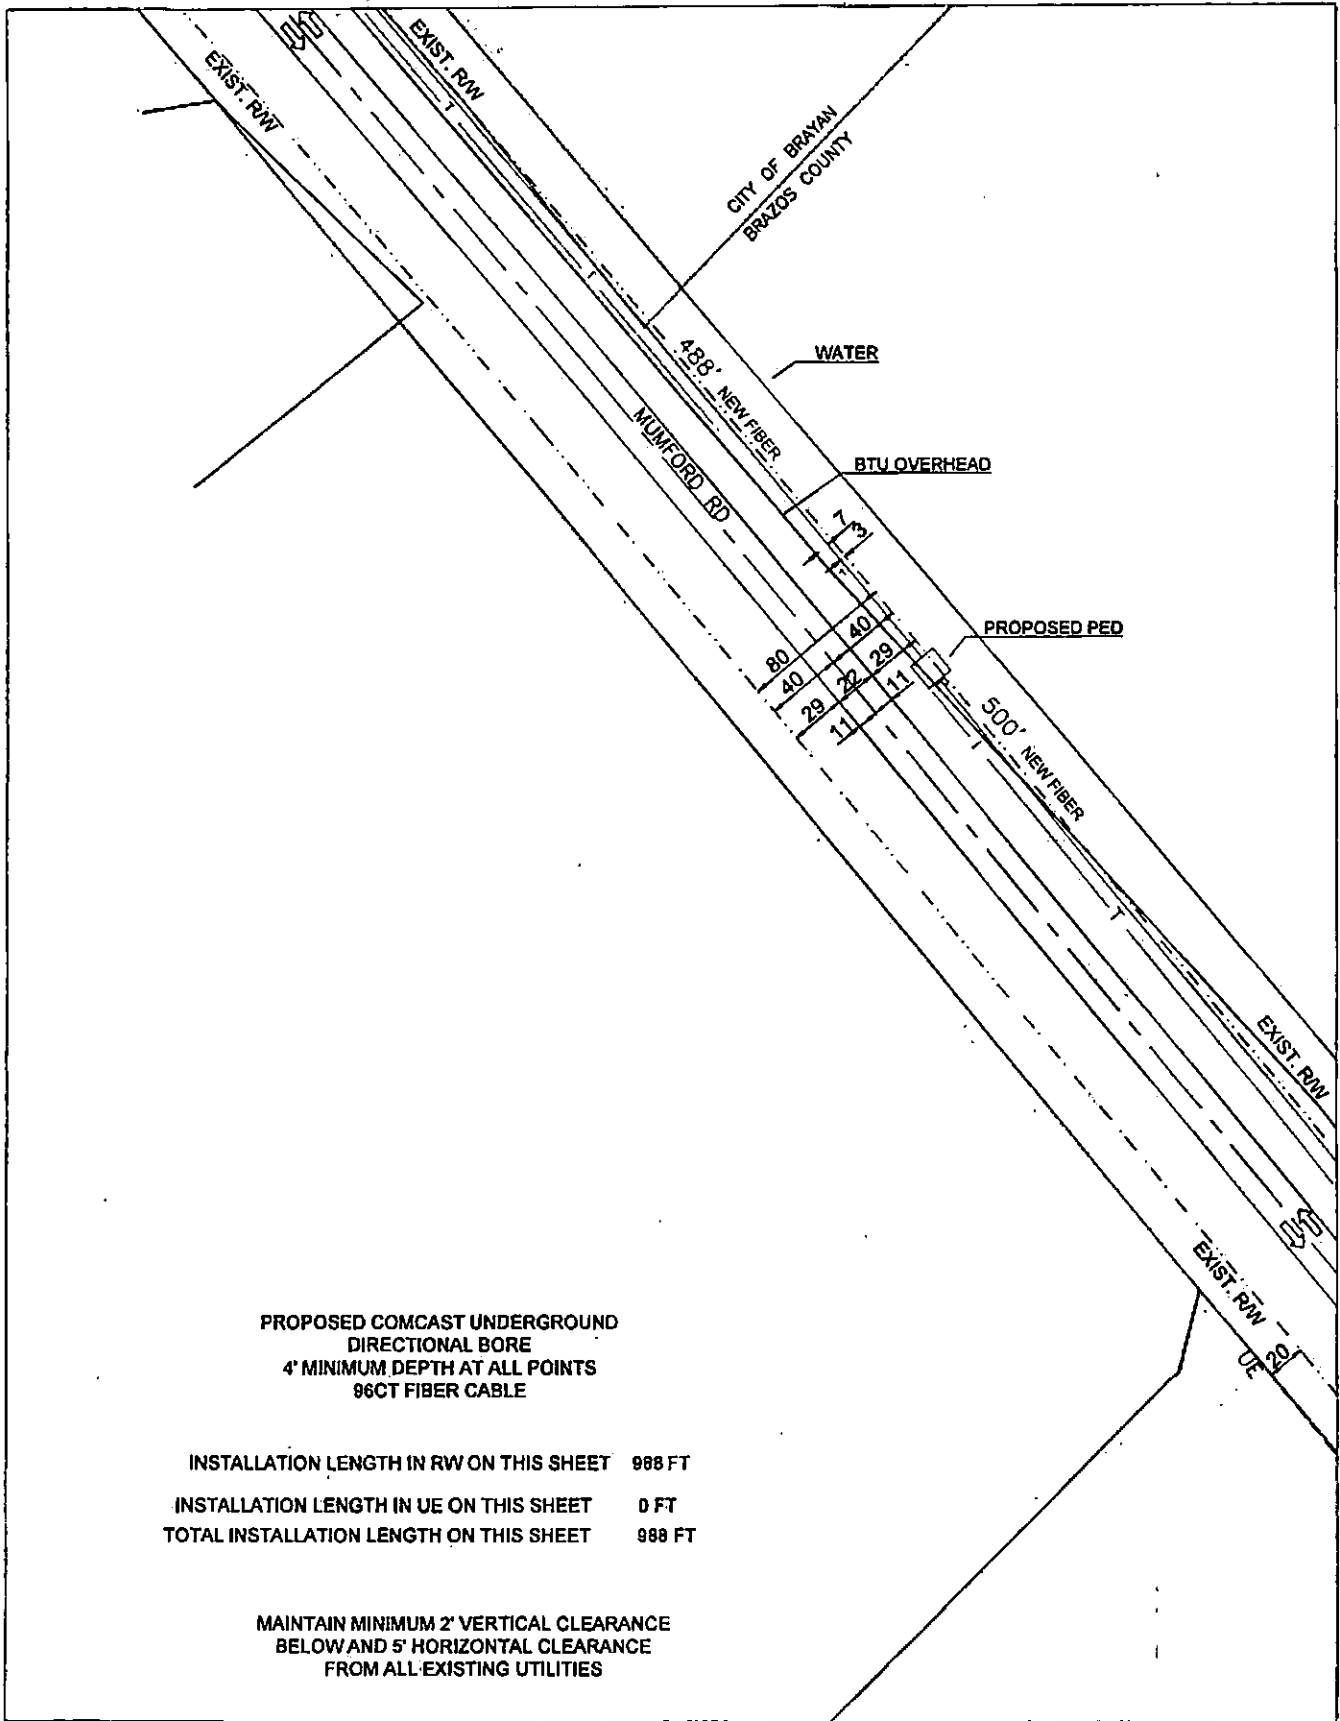 EXIST. R/W
EXIST. R/W
T
CITY OF BRAYAN
BRAZOS COUNTY
T
WATER
488' NEW FIBER
MUMFORD RD
BTU OVERHEAD
7
3
PROPOSED PED
80
40
40
29
22
29
11
11
P
500' NEW FIBER
T
T
EXIST. R/W
EXIST. R/W
UE
20
PROPOSED COMCAST UNDERGROUND
DIRECTIONAL BORE
4' MINIMUM DEPTH AT ALL POINTS
96CT FIBER CABLE
INSTALLATION LENGTH IN RW ON THIS SHEET 988 FT
INSTALLATION LENGTH IN UE ON THIS SHEET 0 FT
TOTAL INSTALLATION LENGTH ON THIS SHEET 988 FT
MAINTAIN MINIMUM 2' VERTICAL CLEARANCE
BELOW AND 5' HORIZONTAL CLEARANCE
FROM ALL EXISTING UTILITIES